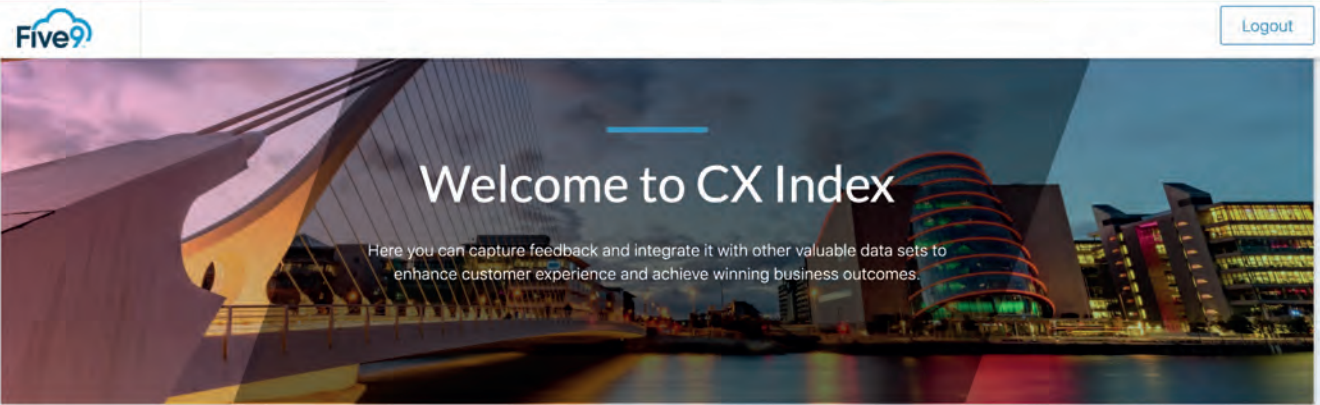 Five9
Logout
Welcome to CX Index
Here you can capture feedback and integrate it with other valuable data sets to
enhance customer experience and achieve winning business outcomes.